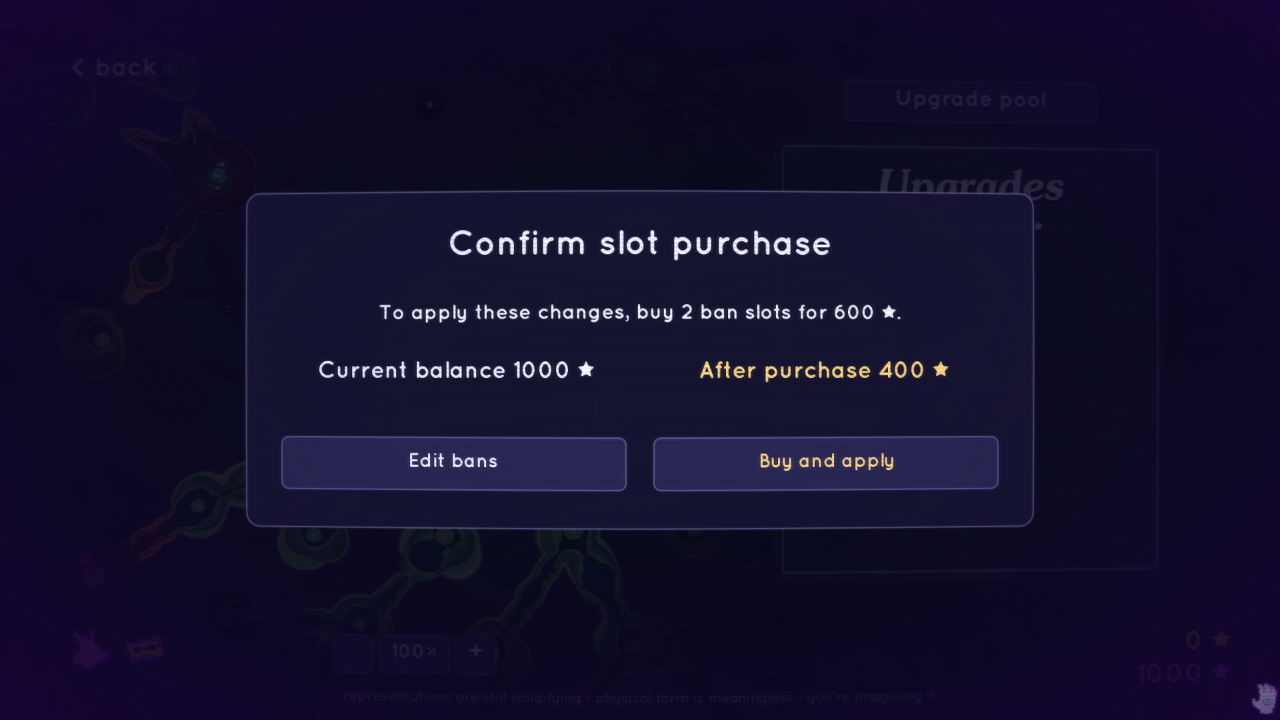 back
Upgrade pool
Upgrades
Confirm slot purchase
To apply these changes, buy 2 ban slots for 600 ★.
Current balance 1000 ★
After purchase 400 ★
Edit bans
Buy and apply
100%
+
0 ★
1000 ★
representations are still solidifying - physical form is meaningless - you're imagining it